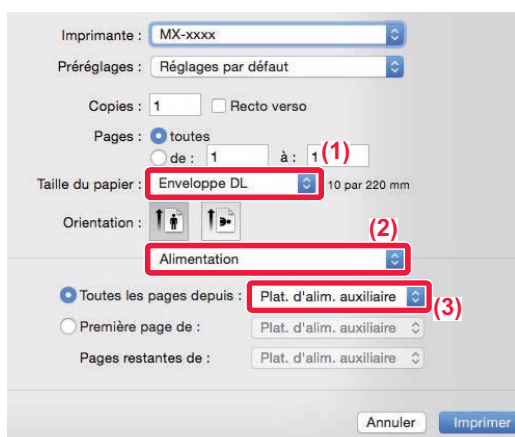 Imprimante : MX-xxxx
Préréglages : Réglages par défaut
Copies : 1 Recto verso
Pages : toutes
de : 1 à : 1 (1)
Taille du papier : Enveloppe DL 10 par 220 mm
Orientation :
(2)
Alimentation
Toutes les pages depuis : Plat. d'alim. auxiliaire (3)
Première page de : Plat. d'alim. auxiliaire
Pages restantes de : Plat. d'alim. auxiliaire
Annuler Imprimer